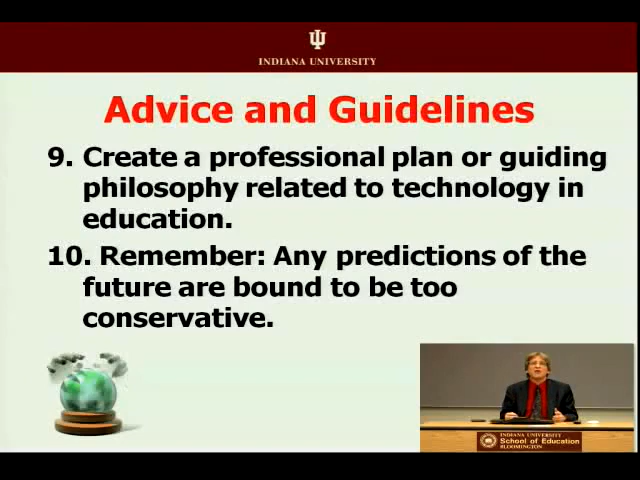 INDIANA UNIVERSITY
Advice and Guidelines
9. Create a professional plan or guiding
philosophy related to technology in
education.
10. Remember: Any predictions of the
future are bound to be too
conservative.
INDIANA UNIVERSITY
School of Education
BLOOMINGTON